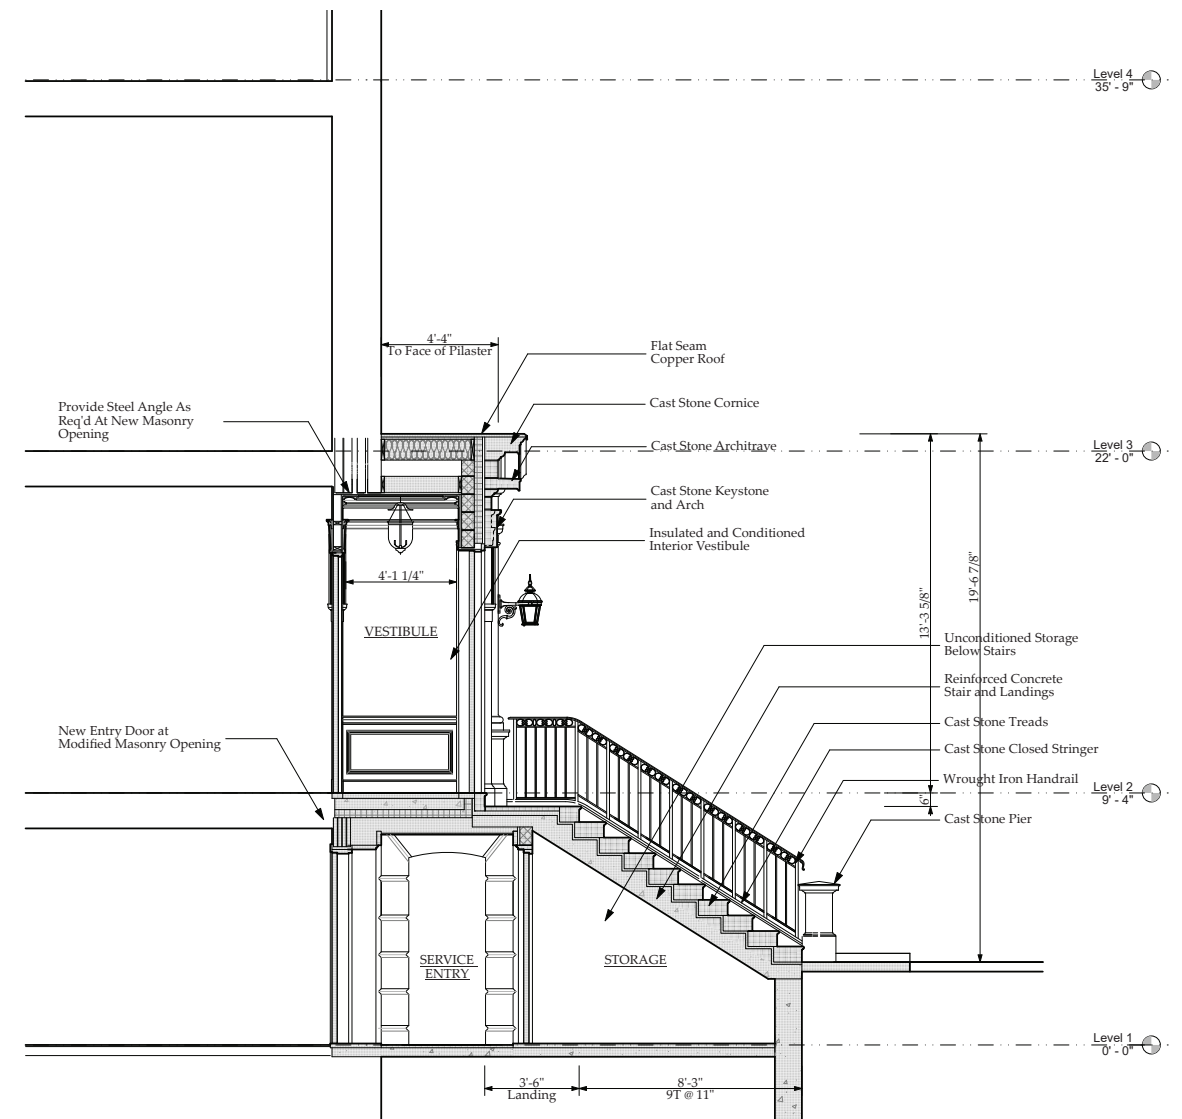 Level 4
35' - 9"
4'-4"
To Face of Pilaster
Flat Seam
Copper Roof
Provide Steel Angle As
Req'd At New Masonry
Opening
Cast Stone Cornice
Cast Stone Architrave
Level 3
22' - 0"
Cast Stone Keystone
and Arch
Insulated and Conditioned
Interior Vestibule
4'-1 1/4"
13'-3 5/8"
19'-6 7/8"
VESTIBULE
Unconditioned Storage
Below Stairs
Reinforced Concrete
Stair and Landings
New Entry Door at
Modified Masonry Opening
Cast Stone Treads
Cast Stone Closed Stringer
Wrought Iron Handrail
Level 2
9' - 4"
6"
Cast Stone Pier
SERVICE
ENTRY
STORAGE
Level 1
0' - 0"
3'-6"
Landing
8'-3"
9T @ 11"